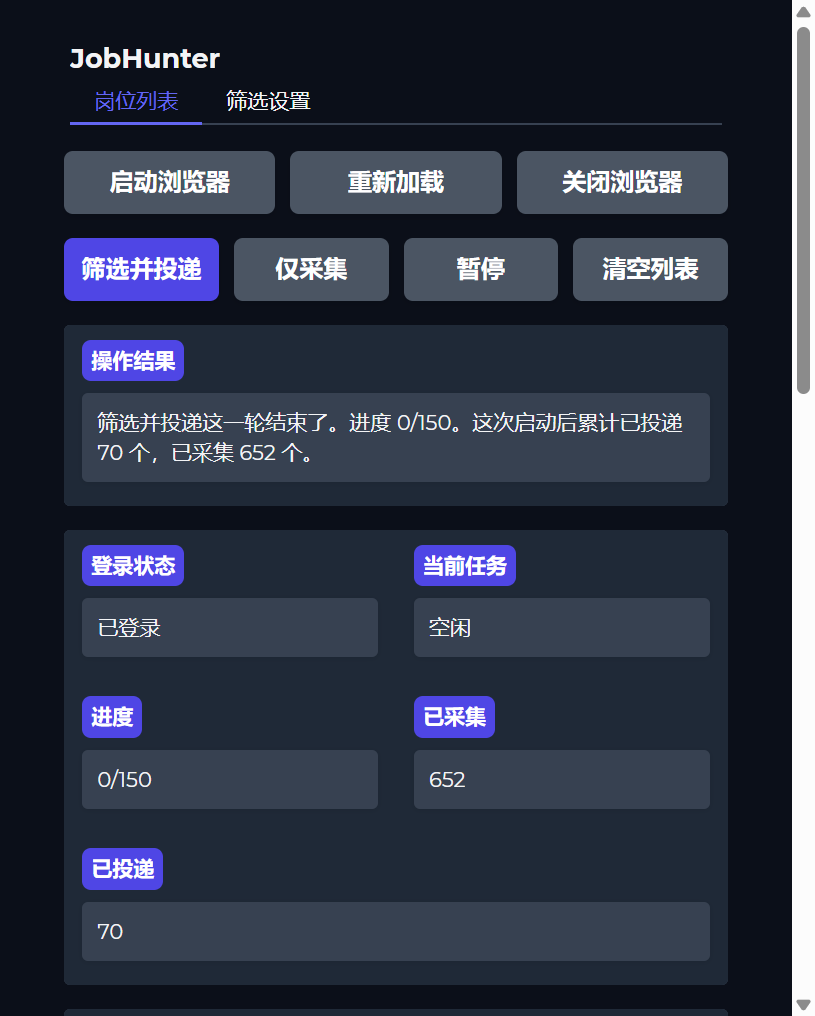 JobHunter
岗位列表 筛选设置
启动浏览器 重新加载 关闭浏览器
筛选并投递 仅采集 暂停 清空列表
操作结果
筛选并投递这一轮结束了。进度 0/150。这次启动后累计已投递
70 个，已采集 652 个。
登录状态 当前任务
已登录 空闲
进度 已采集
0/150 652
已投递
70